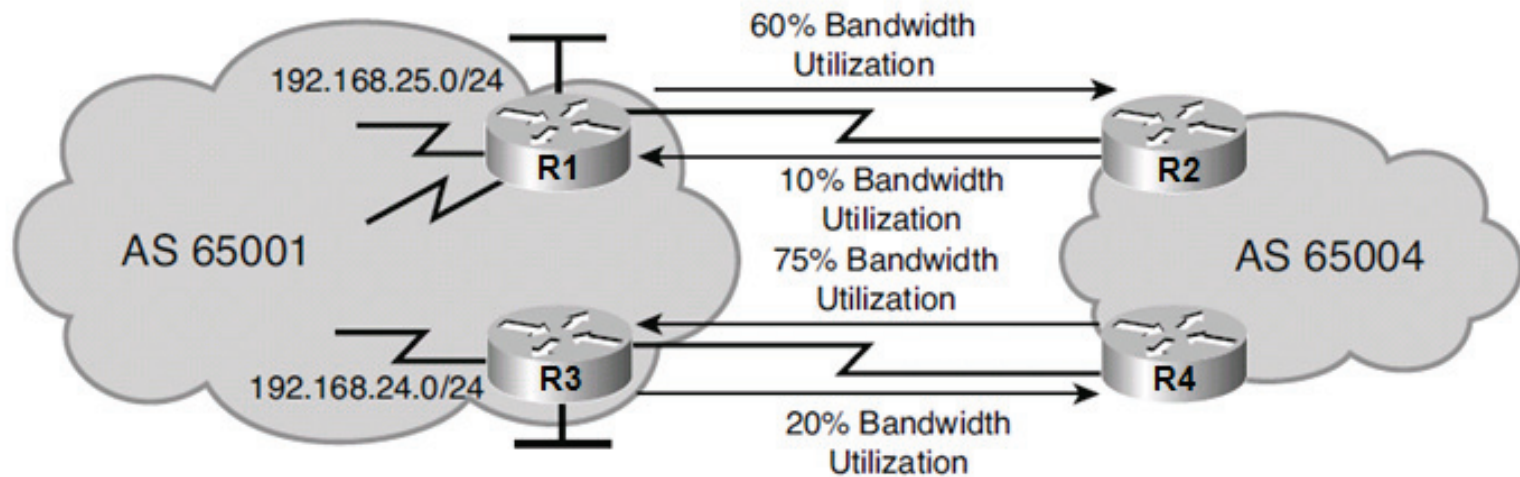 60% Bandwidth
Utilization
192.168.25.0/24
R1
R2
10% Bandwidth
Utilization
AS 65001
75% Bandwidth
Utilization
AS 65004
192.168.24.0/24
R3
R4
20% Bandwidth
Utilization